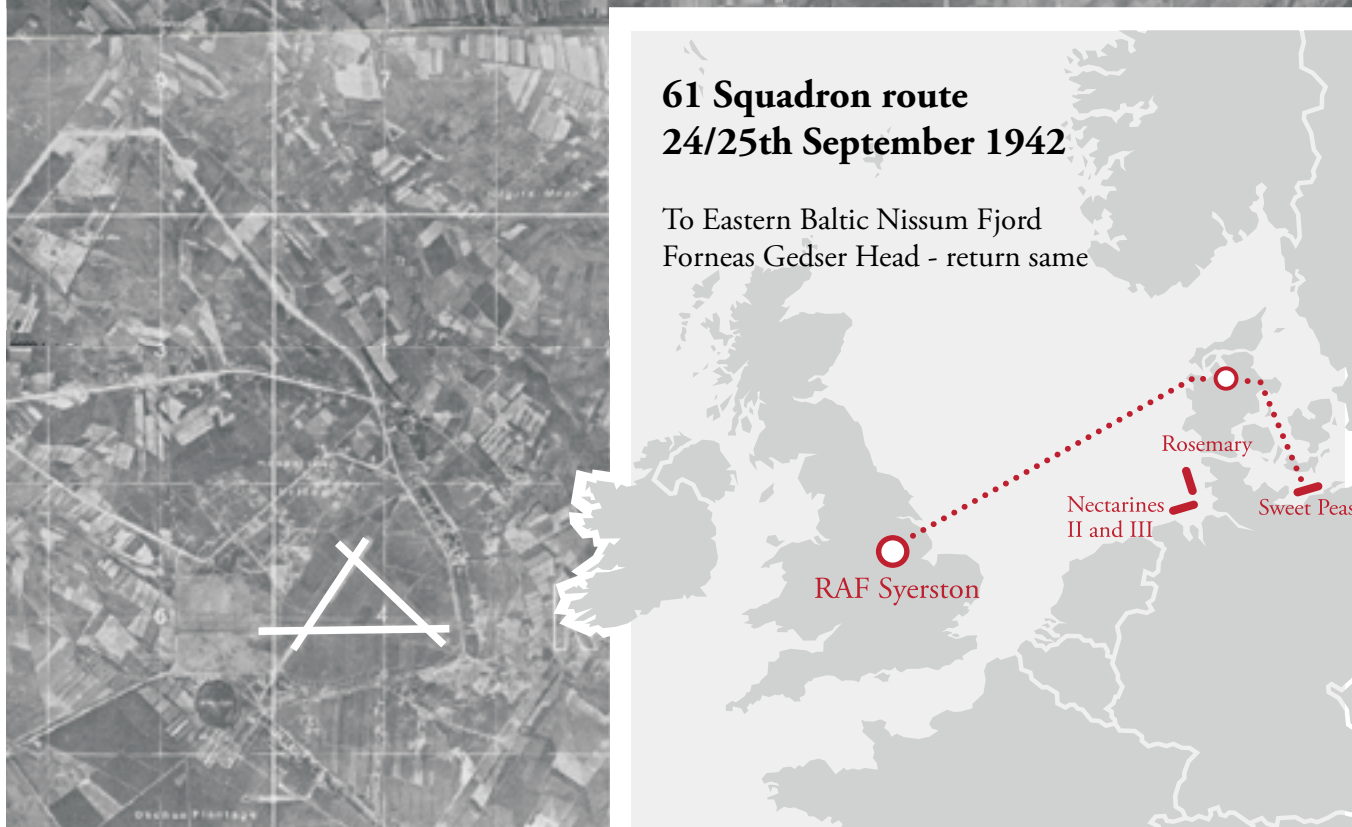 61 Squadron route
24/25th September 1942
To Eastern Baltic Nissum Fjord
Forneas Gedser Head - return same
Rosemary
Nectarines
II and III
Sweet Peas
RAF Syerston